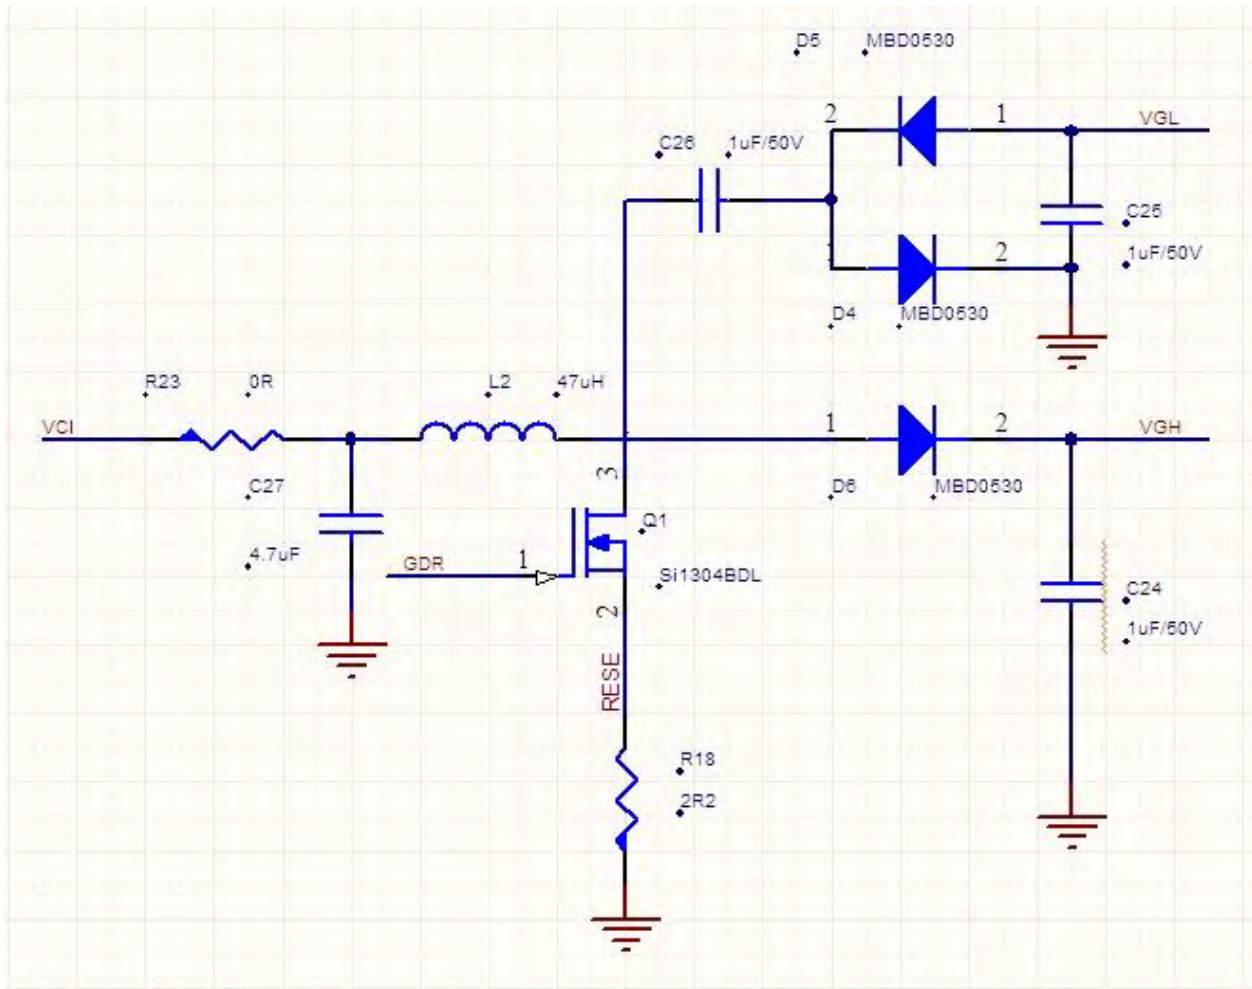 D5 MBD0530
2 1 VGL
C26 1uF/50V
C25
1uF/50V
2
D4 MBD0530
R23 0R L2 47uH
VCI 1 2 VGH
3
C27 D6 MBD0530
Q1
4.7uF GDR 1
Si1304BDL
C24
2
1uF/50V
RESE
R18
2R2